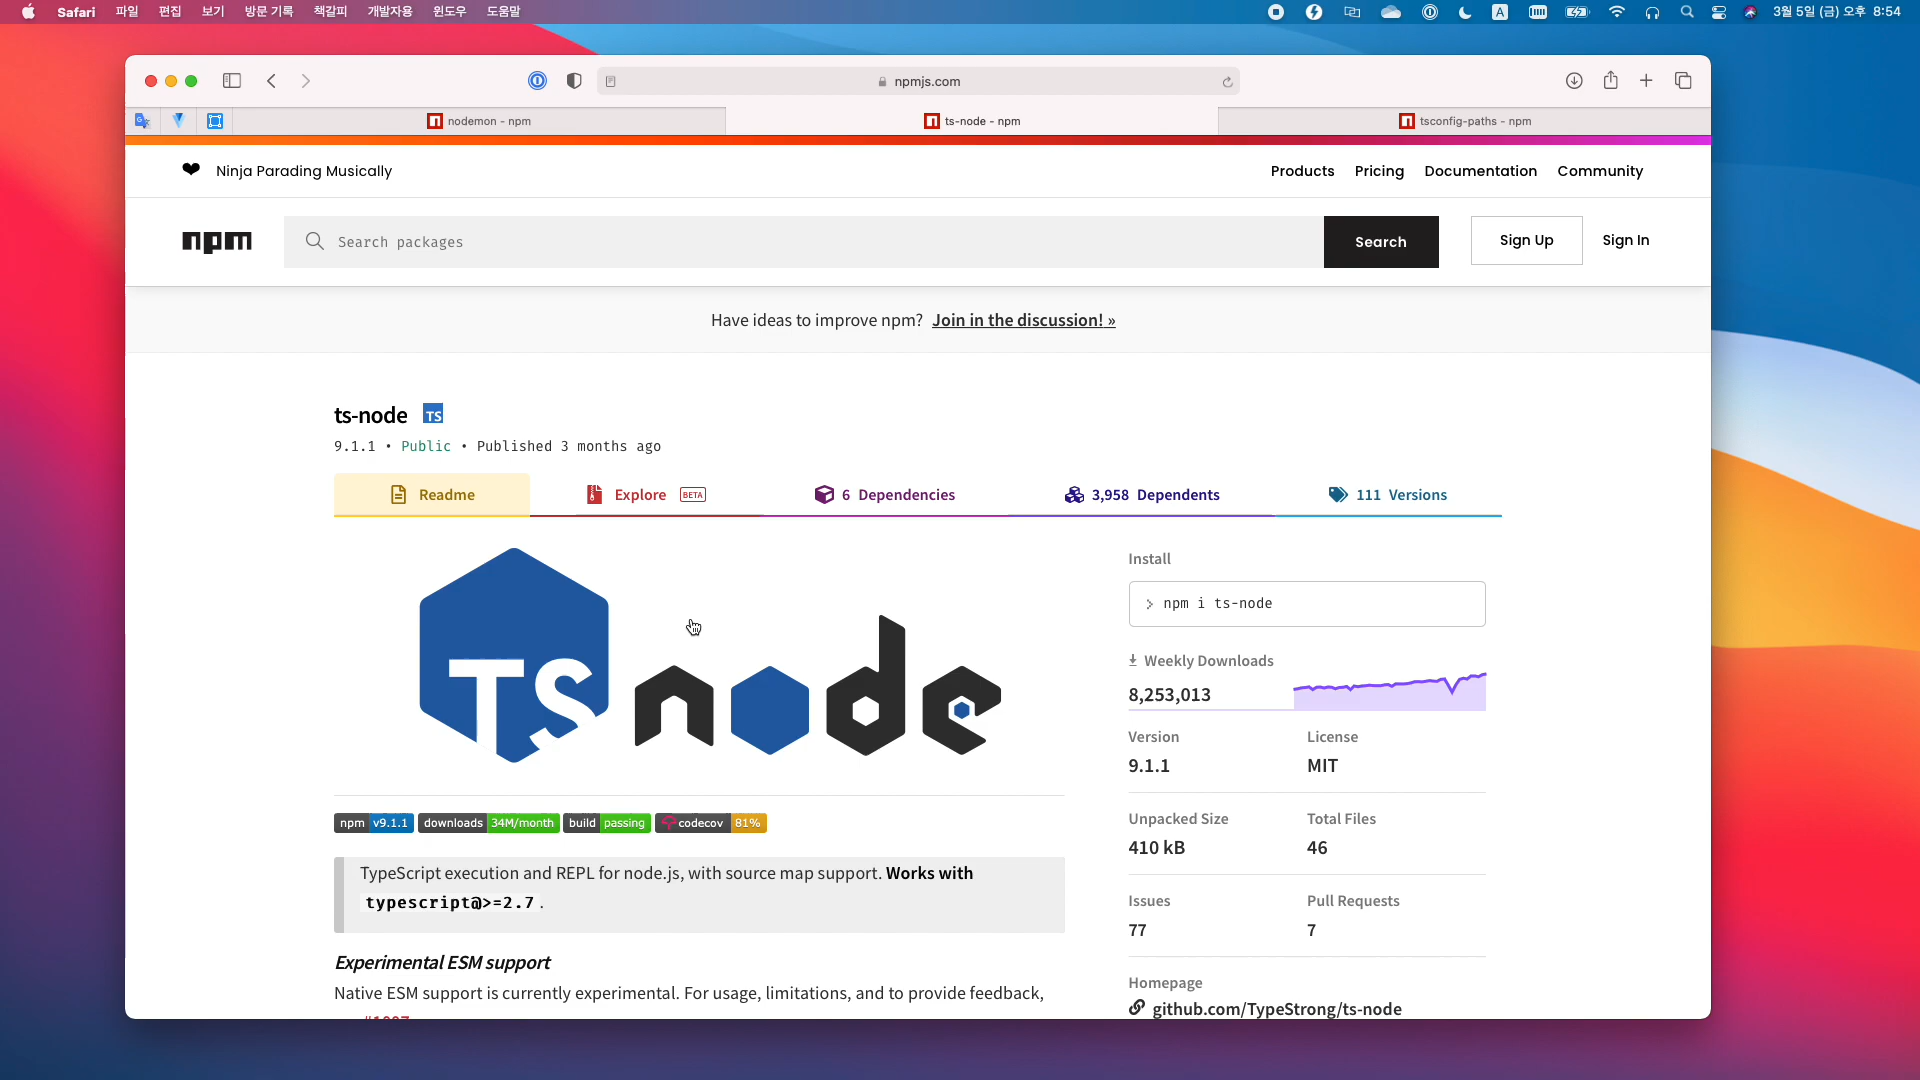 Safari 파일 편집 보기 방문 기록 책갈피 개발자용 윈도우 도움말 A 3월 5일 (금) 오후 8:54
npmjs.com
nodemon - npm
ts-node - npm
tsconfig-paths - npm
❤ Ninja Parading Musically
Products Pricing Documentation Community
npm
Search packages
Search
Sign Up
Sign In
Have ideas to improve npm? Join in the discussion! »
ts-node TS
9.1.1 • Public • Published 3 months ago
Readme
Explore BETA
6 Dependencies
3,958 Dependents
111 Versions
TS node
npm v9.1.1 downloads 34M/month build passing codecov 81%
TypeScript execution and REPL for node.js, with source map support. Works with
typescript@>=2.7 .
Experimental ESM support
Native ESM support is currently experimental. For usage, limitations, and to provide feedback,
Install
> npm i ts-node
Weekly Downloads
8,253,013
Version
9.1.1
License
MIT
Unpacked Size
410 kB
Total Files
46
Issues
77
Pull Requests
7
Homepage
github.com/TypeStrong/ts-node